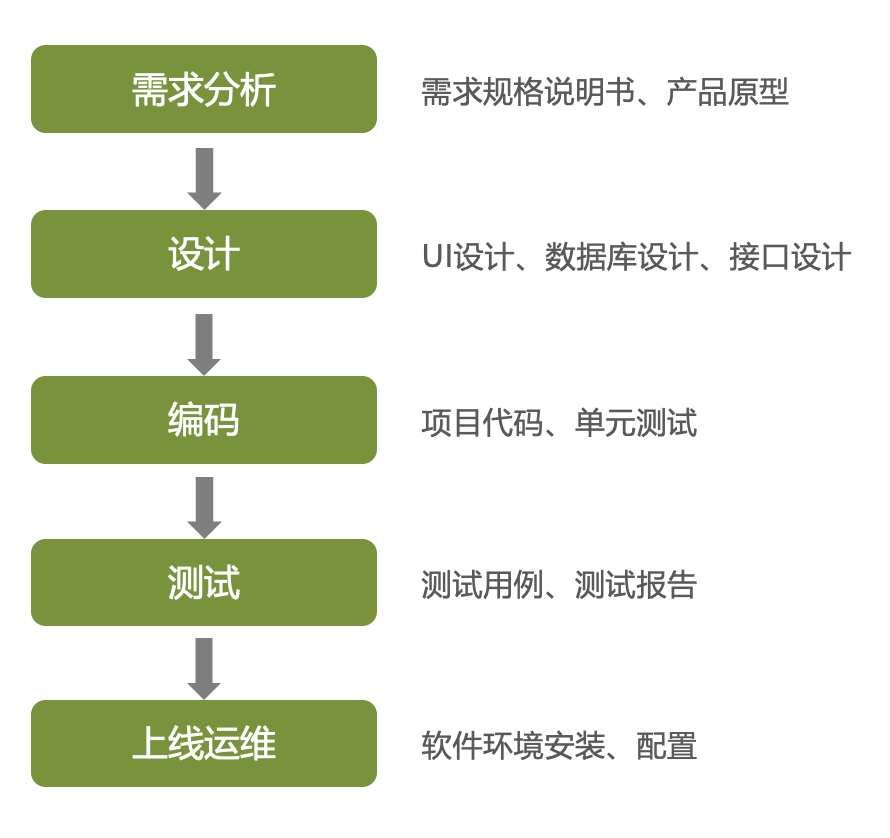 需求分析
需求规格说明书、产品原型
设计
UI设计、数据库设计、接口设计
编码
项目代码、单元测试
测试
测试用例、测试报告
上线运维
软件环境安装、配置